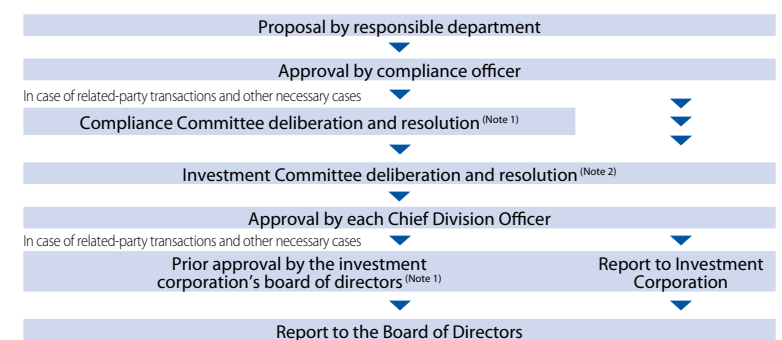 Proposal by responsible department
Approval by compliance officer
In case of related-party transactions and other necessary cases
Compliance Committee deliberation and resolution (Note 1)
Investment Committee deliberation and resolution (Note 2)
Approval by each Chief Division Officer
In case of related-party transactions and other necessary cases
Prior approval by the investment
corporation's board of directors (Note 1)
Report to Investment
Corporation
Report to the Board of Directors